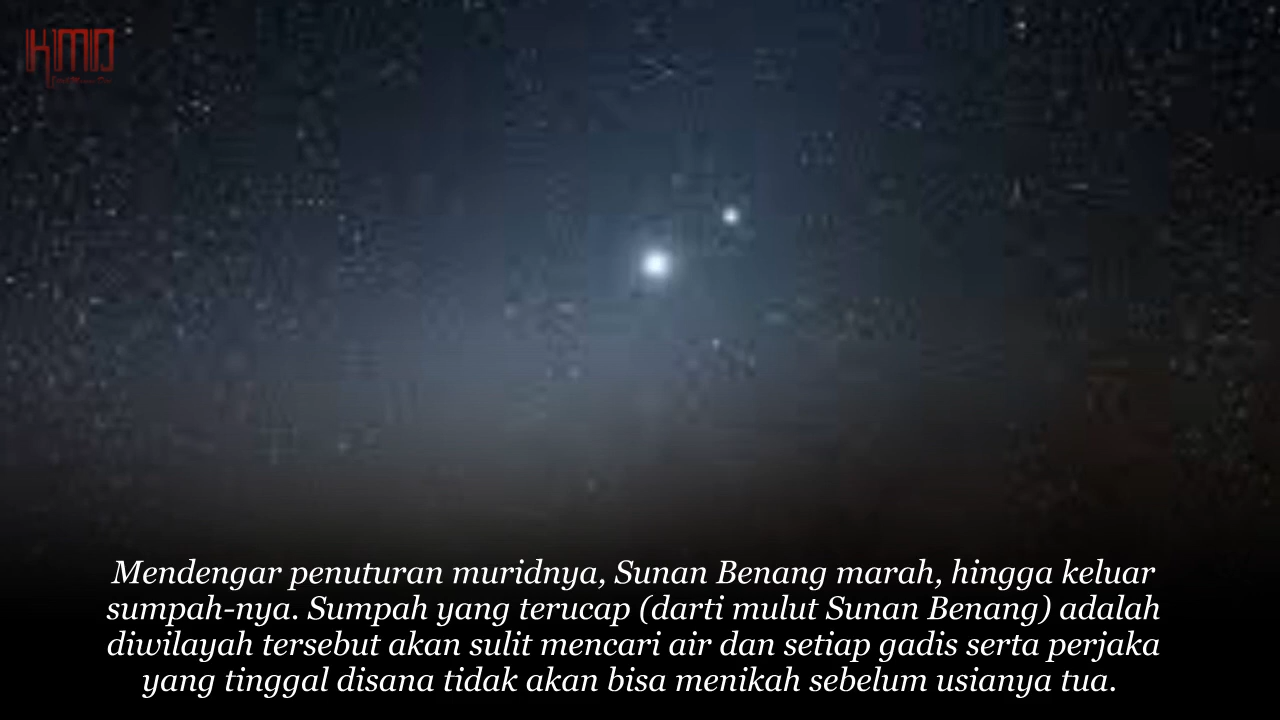 KMD
Mendengar penuturan muridnya, Sunan Benang marah, hingga keluar
sumpah-nya. Sumpah yang terucap (darti mulut Sunan Benang) adalah
diwilayah tersebut akan sulit mencari air dan setiap gadis serta perjaka
yang tinggal disana tidak akan bisa menikah sebelum usianya tua.